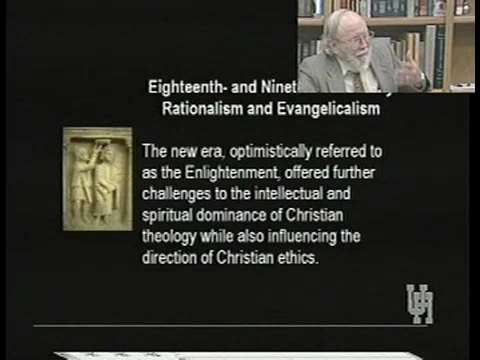 Eighteenth- and Ninet
Rationalism and Evangelicalism
The new era, optimistically referred to
as the Enlightenment, offered further
challenges to the intellectual and
spiritual dominance of Christian
theology while also influencing the
direction of Christian ethics.
UH